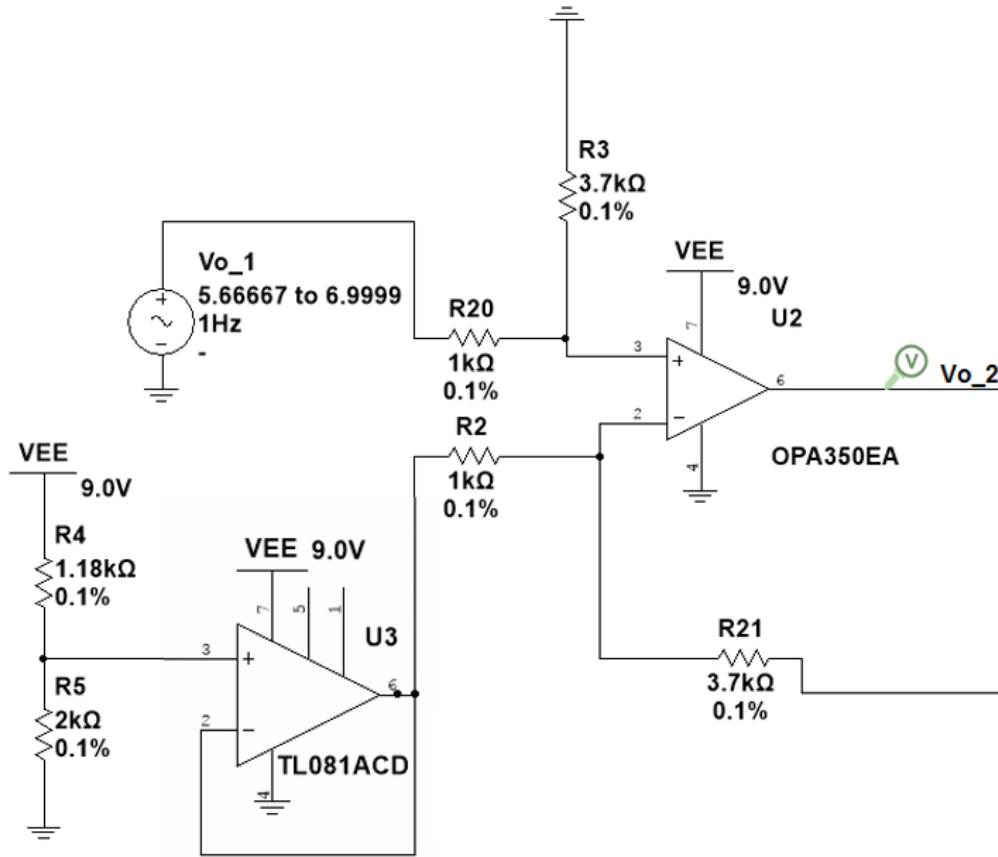 R3
3.7kΩ
0.1%
Vo_1
5.66667 to 6.9999
1Hz
-
R20
1kΩ
0.1%
VEE
9.0V
U2
7
3
2
6
4
V
Vo_2
OPA350EA
R2
1kΩ
0.1%
VEE
9.0V
R4
1.18kΩ
0.1%
R5
2kΩ
0.1%
VEE 9.0V
7
5
1
U3
3
2
6
4
TL081ACD
R21
3.7kΩ
0.1%